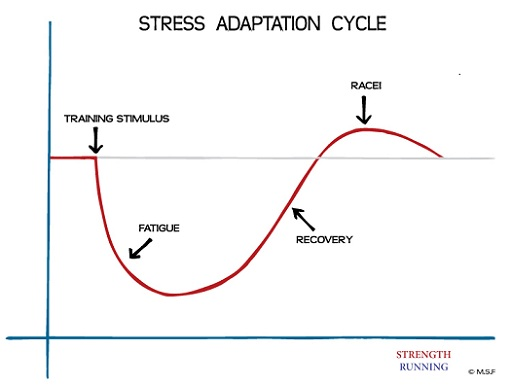 STRESS ADAPTATION CYCLE
RACE!
TRAINING STIMULUS
FATIGUE
RECOVERY
STRENGTH
RUNNING
© M.S.F